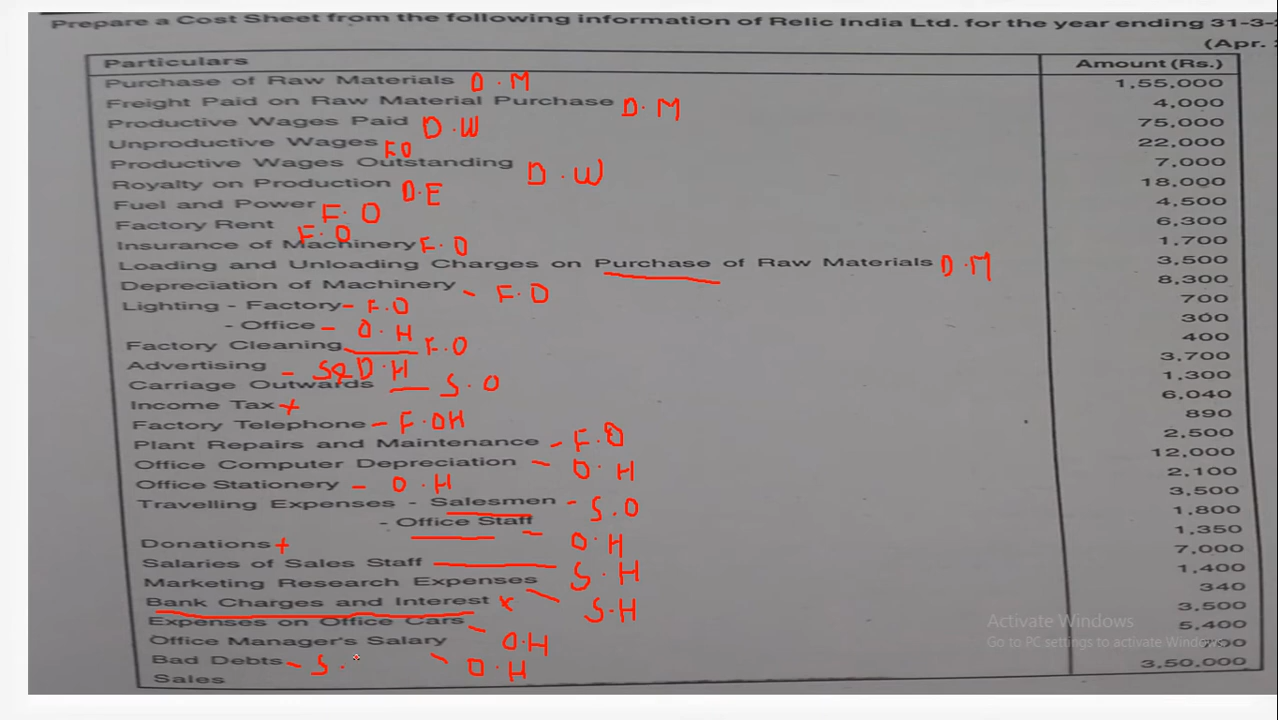 Prepare a Cost Sheet from the following information of Relic India Ltd. for the year ending 31-3-
(Apr.
Particulars Amount (Rs.)
Purchase of Raw Materials D.M 1,55,000
Freight Paid on Raw Material Purchase D.M 4,000
Productive Wages Paid D.W 75,000
Unproductive Wages F.O 22,000
Productive Wages Outstanding D.W 7,000
Royalty on Production D.E 18,000
Fuel and Power F.O 4,500
Factory Rent F.O 6,300
Insurance of Machinery F.O 1,700
Loading and Unloading Charges on Purchase of Raw Materials D.M 3,500
Depreciation of Machinery - F.O 8,300
Lighting - Factory - F.O 700
- Office - O.H 300
Factory Cleaning F.O 400
Advertising - S&D.H 3,700
Carriage Outwards - S.O 1,300
Income Tax x 6,040
Factory Telephone - F.OH 890
Plant Repairs and Maintenance - F.O 2,500
Office Computer Depreciation - O.H 12,000
Office Stationery - O.H 2,100
Travelling Expenses - Salesmen - S.O 3,500
- Office Staff - O.H 1,800
Donations x 1,350
Salaries of Sales Staff - S.H 7,000
Marketing Research Expenses - S.H 1,400
Bank Charges and Interest x 340
Expenses on Office Cars - O.H 3,500
Office Manager's Salary - O.H 5,400
Bad Debts - S.
Sales 3,50,000
Activate Windows
Go to PC settings to activate Windows